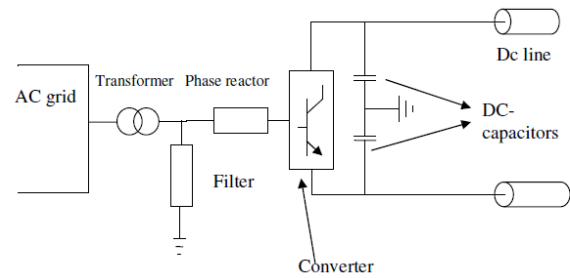 Dc line
Transformer
Phase reactor
AC grid
DC-
capacitors
Filter
Converter